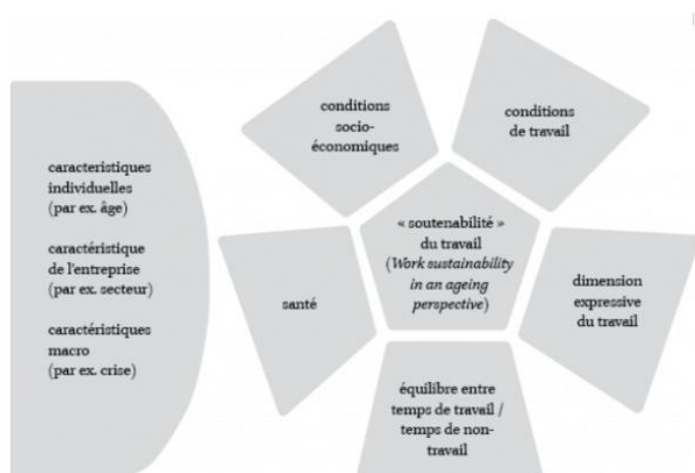 caracteristiques
individuelles
(par ex. âge)
caractéristique
de l'entreprise
(par ex. secteur)
caractéristiques
macro
(par ex. crise)
conditions
socio-
économiques
conditions
de travail
« soutenabilité »
du travail
(Work sustainability
in an ageing
perspective)
santé
dimension
expressive
du travail
équilibre entre
temps de travail /
temps de non-
travail